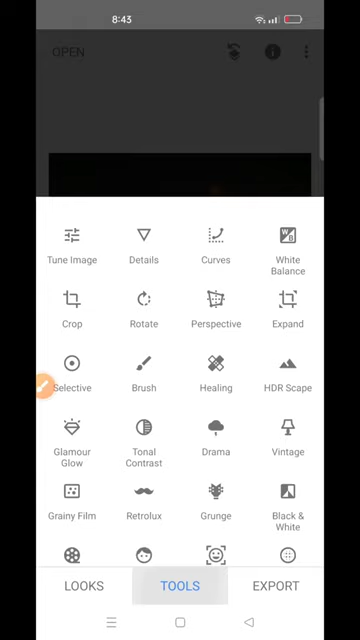 8:43
OPEN
Tune Image
Details
Curves
WB
White Balance
Crop
Rotate
Perspective
Expand
Selective
Brush
Healing
HDR Scape
Glamour Glow
Tonal Contrast
Drama
Vintage
Grainy Film
Retrolux
Grunge
Black & White
LOOKS
TOOLS
EXPORT